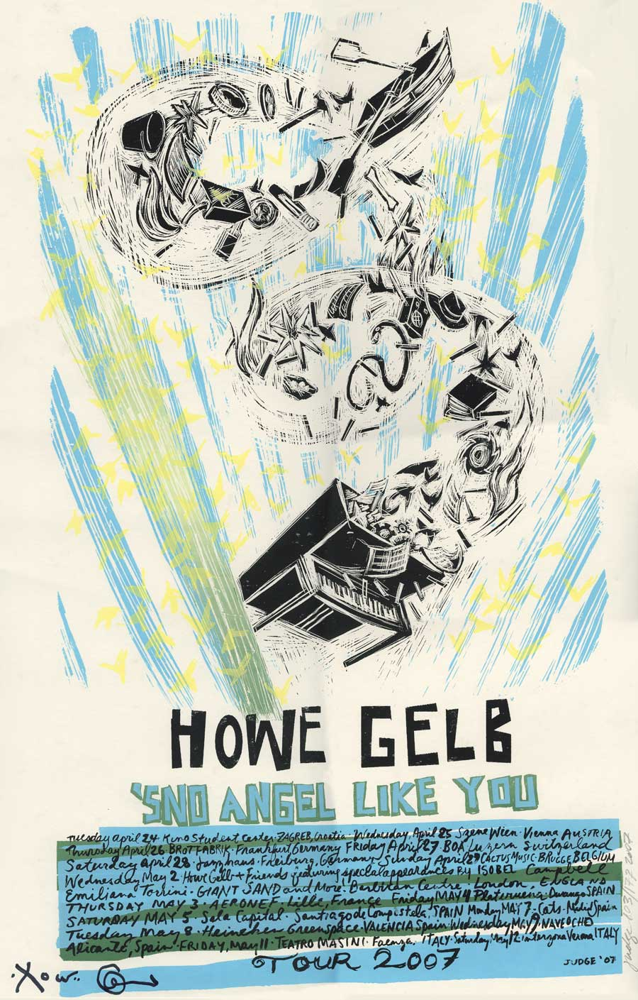 HOWE GELB
'SNO ANGEL LIKE YOU
Tuesday april 24 Kino Student Center · ZAGREB, Croatia · Wednesday, April 25 Szene Wien · Vienna AUSTRIA
Thursday April 26 BROTFABRIK · Frankfurt Germany Friday April 27 BOA Luzern Switzerland
Saturday april 28 Jazzhaus · Freiburg, Germany Sunday April 29 CACTUS MUSIC · BRUGGE BELGIUM
Wednesday May 2 · Howe Gelb + Friends featuring special appearances BY ISOBEL Campbell
Emiliana Torrini · GIANT SAND and More · Barbican Centre · London, ENGLAND
THURSDAY MAY 3 · AERONEF · Lille, France Friday MAY 4 Plateruena Durango SPAIN
SATURDAY MAY 5 · Sala Capital · Santiago de Compostela, SPAIN Monday MAY 7 · Cats · Madrid Spain
Tuesday May 8 · Heineken Greenspace · VALENCIA Spain · Wednesday May 9 · NAVE OCHO
Alicante, Spain · FRIDAY, May 11 · TEATRO MASINI · Faenza, ITALY · Saturday May 12 · interzona Verona ITALY
TOUR 2007
JUDGE '07
Judge 103/177 2007